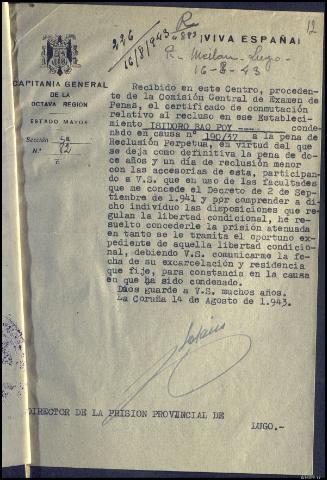 12
¡VIVA ESPAÑA!
16/8/1943
16-8-43
CAPITANIA GENERAL
DE LA
OCTAVA REGIÓN
ESTADO MAYOR
Sección
N.º
Recibido en este Centro, proceden-
te de la Comisión Central de Examen de
Penas, el certificado de conmutación
relativo al recluso en ese Estableci-
miento ISIDORO RAO POY ----- conde-
nado en causa nº 190/37 a la pena de
Reclusión Perpetua, en virtud del que
se deja como definitiva la pena de do-
ce años y un día de reclusión menor
con las accesorias de esta, participan-
do a V.S. que en uso de las facultades
que me concede el Decreto de 2 de Sep-
tiembre de 1.941 y por comprender a di-
cho individuo las disposiciones que re-
gulan la libertad condicional, he re-
suelto concederle la prisión atenuada
en tanto se le tramita el oportuno ex-
pediente de aquella libertad condicio-
nal, debiendo V.S. comunicarme la fe-
cha de su excarcelación y residencia
que fije, para constancia en la causa
en que ha sido condenado.
Dios guarde a V.S. muchos años.
La Coruña 14 de Agosto de 1.943.
DIRECTOR DE LA PRISION PROVINCIAL DE
LUGO.-